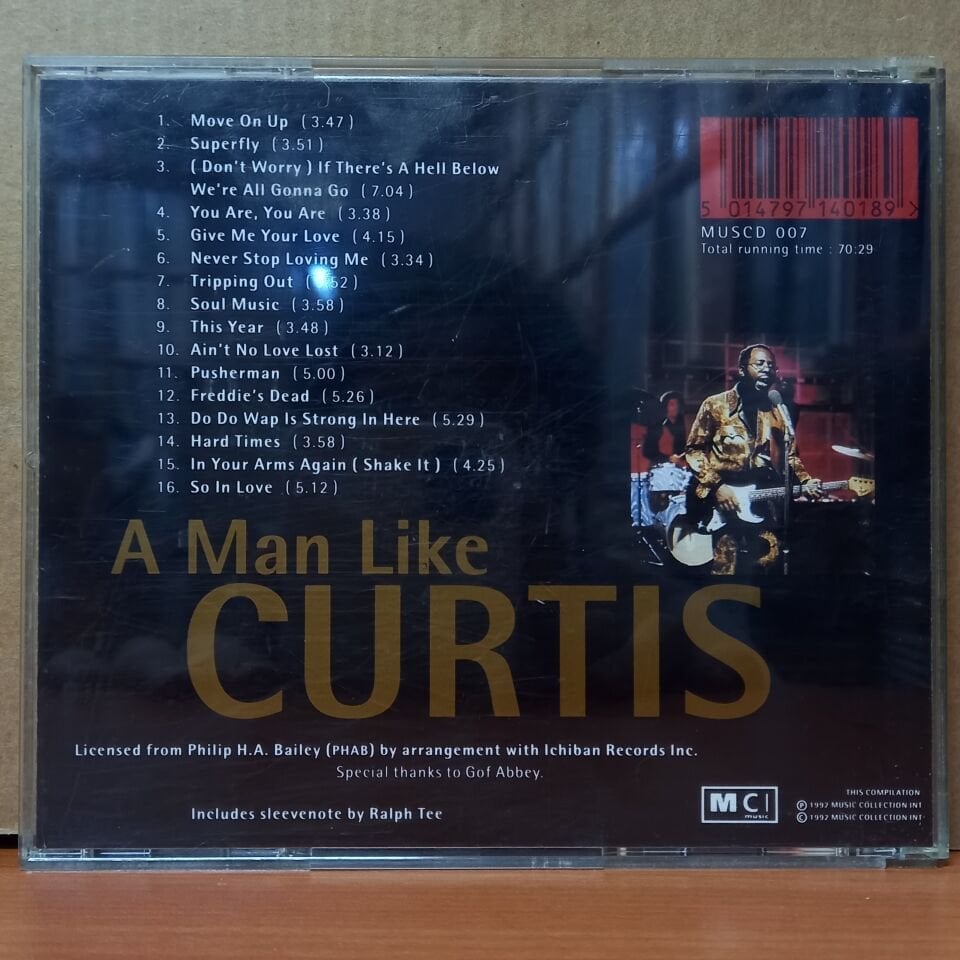 1. Move On Up (3.47)
2. Superfly (3.51)
3. (Don't Worry) If There's A Hell Below
We're All Gonna Go (7.04)
4. You Are, You Are (3.38)
5. Give Me Your Love (4.15)
6. Never Stop Loving Me (3.34)
7. Tripping Out
8. Soul Music (3.58)
9. This Year (3.48)
10. Ain't No Love Lost (3.12)
11. Pusherman (5.00)
12. Freddie's Dead (5.26)
13. Do Do Wap Is Strong In Here (5.29)
14. Hard Times (3.58)
15. In Your Arms Again (Shake It) (4.25)
16. So In Love (5.12)
5 014797 140189 >
MUSCD 007
Total running time : 70:29
A Man Like
CURTIS
Licensed from Philip H.A. Bailey (PHAB) by arrangement with Ichiban Records Inc.
Special thanks to Gof Abbey.
Includes sleevenote by Ralph Tee
MCI
music
THIS COMPILATION
℗ 1992 MUSIC COLLECTION INT
© 1992 MUSIC COLLECTION INT